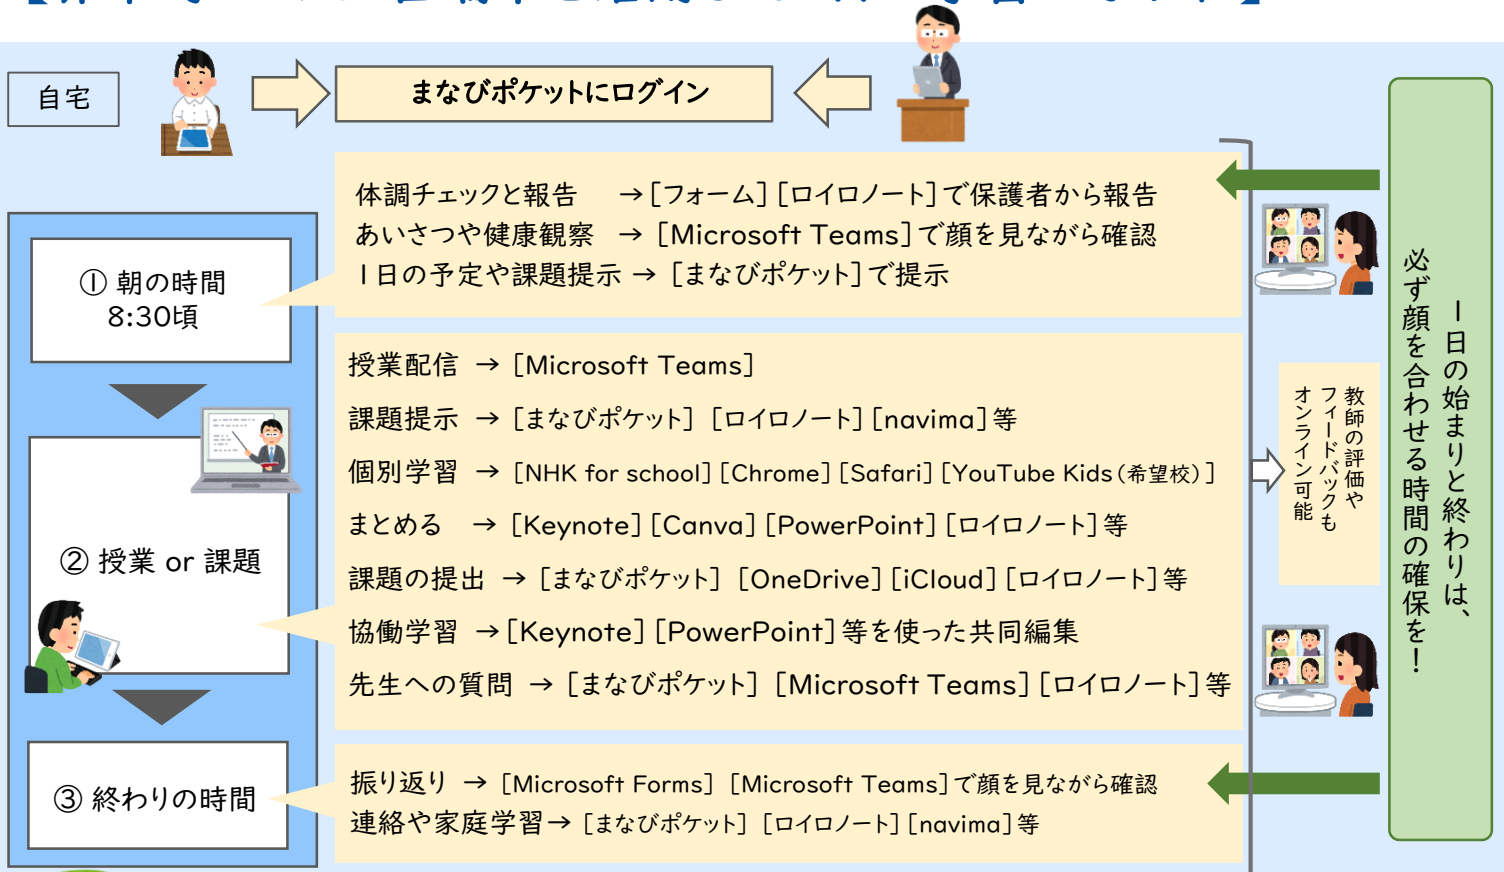 自宅
まなびポケットにログイン
体調チェックと報告 →[フォーム][ロイロノート]で保護者から報告
あいさつや健康観察 → [Microsoft Teams]で顔を見ながら確認
1日の予定や課題提示 → [まなびポケット]で提示
① 朝の時間
8:30頃
授業配信 → [Microsoft Teams]
課題提示 → [まなびポケット] [ロイロノート][navima]等
個別学習 → [NHK for school][Chrome][Safari][YouTube Kids(希望校)]
まとめる → [Keynote][Canva][PowerPoint][ロイロノート]等
課題の提出 → [まなびポケット] [OneDrive][iCloud][ロイロノート]等
協働学習 →[Keynote][PowerPoint]等を使った共同編集
先生への質問 → [まなびポケット] [Microsoft Teams][ロイロノート]等
② 授業 or 課題
③ 終わりの時間
振り返り → [Microsoft Forms] [Microsoft Teams]で顔を見ながら確認
連絡や家庭学習→ [まなびポケット] [ロイロノート][navima]等
教師の評価や
フィードバックも
オンライン可能
1日の始まりと終わりは、
必ず顔を合わせる時間の確保を!